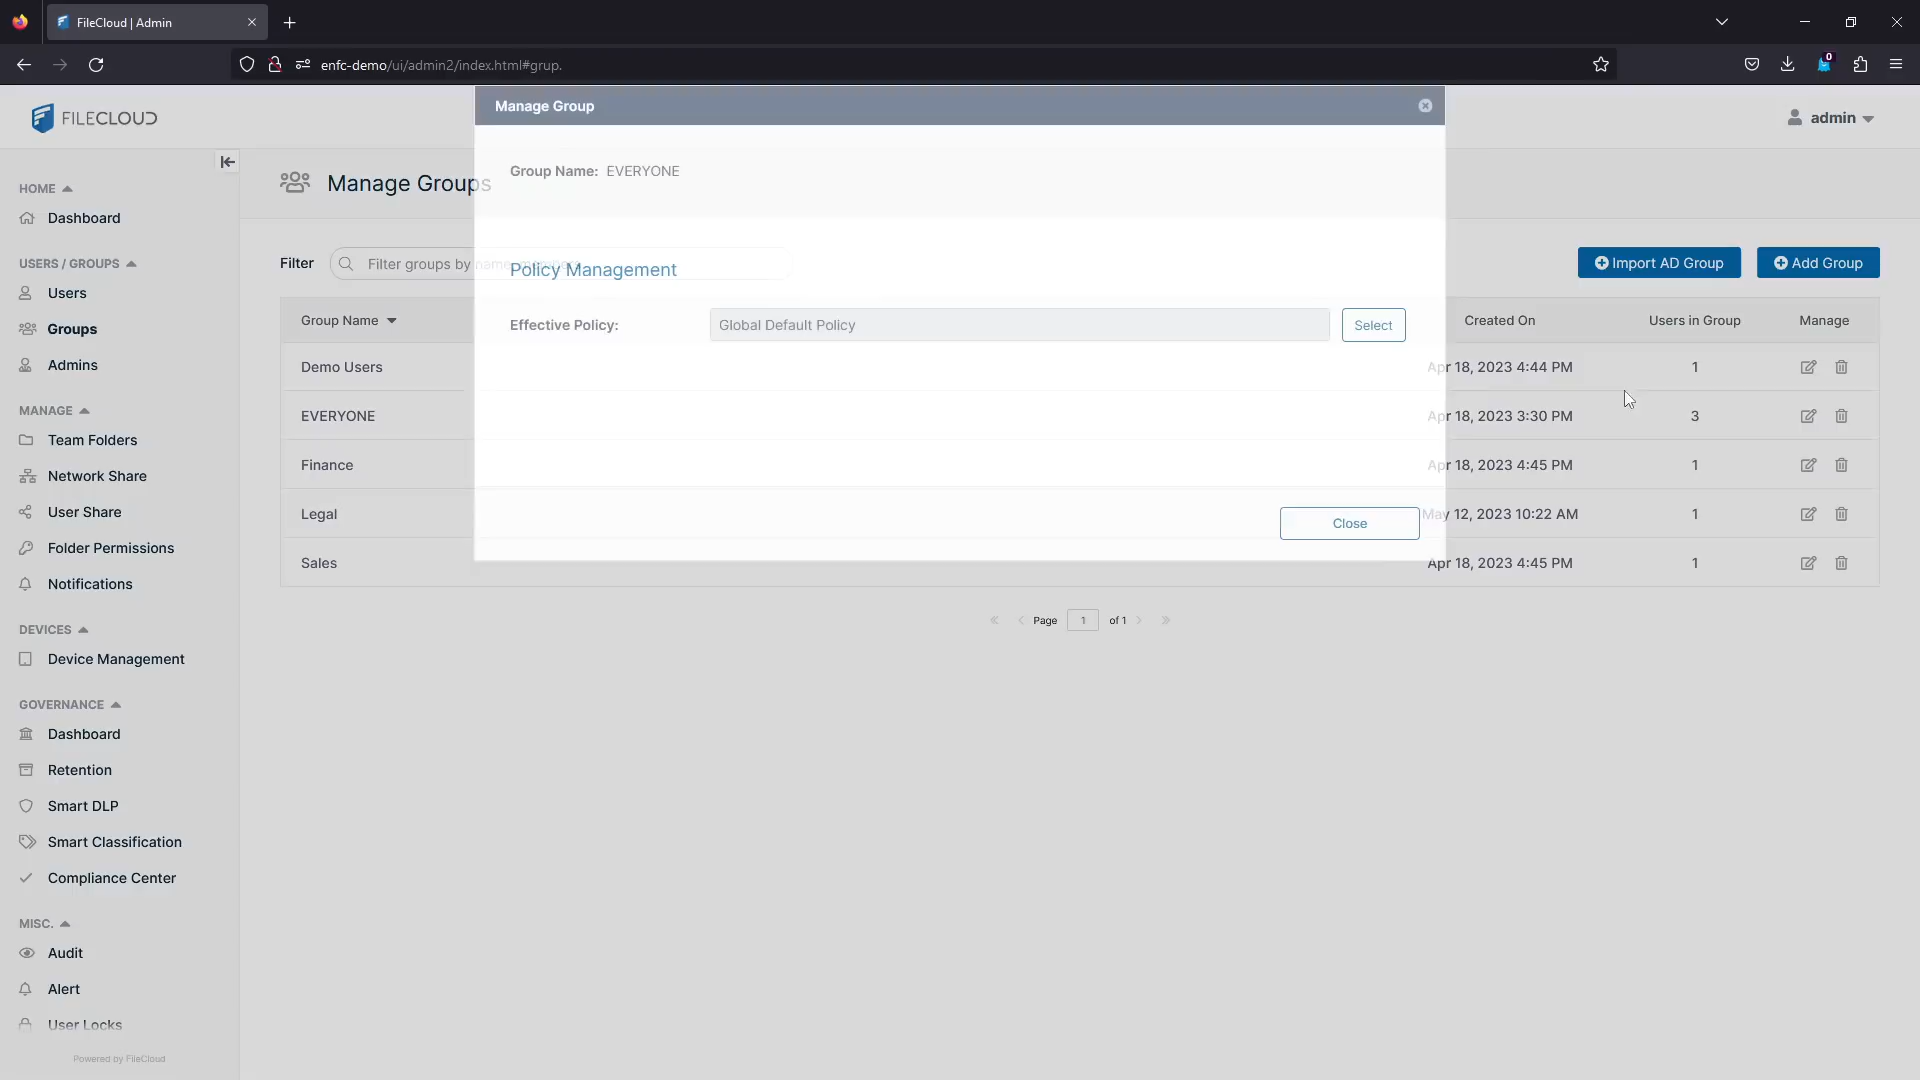 FileCloud | Admin
enfc-demo/ui/admin2/index.html#grup.
0
FILECLOUD
Manage Group
admin
HOME
Dashboard
USERS / GROUPS
Users
Groups
Admins
MANAGE
Team Folders
Network Share
User Share
Folder Permissions
Notifications
DEVICES
Device Management
GOVERNANCE
Dashboard
Retention
Smart DLP
Smart Classification
Compliance Center
MISC.
Audit
Alert
User Locks
Powered by FileCloud
Manage Groups
Group Name: EVERYONE
Filter
Filter groups by name, members
Import AD Group
Add Group
Policy Management
Effective Policy:
Global Default Policy
Select
Close
Group Name
Created On
Users in Group
Manage
Demo Users
Apr 18, 2023 4:44 PM
1
EVERYONE
Apr 18, 2023 3:30 PM
3
Finance
Apr 18, 2023 4:45 PM
1
Legal
May 12, 2023 10:22 AM
1
Sales
Apr 18, 2023 4:45 PM
1
Page 1 of 1